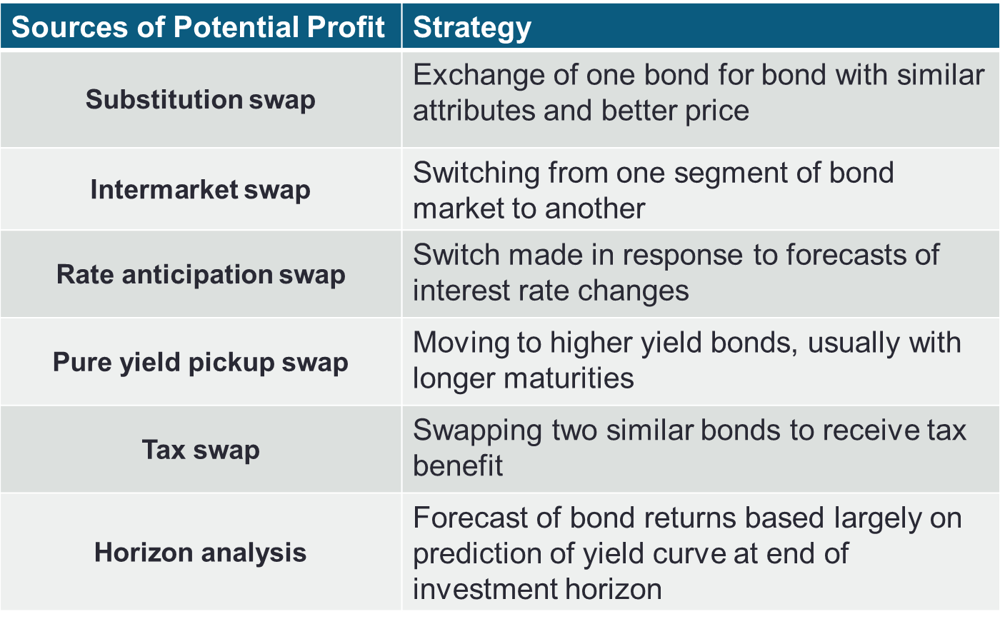 Sources of Potential Profit
Strategy
Substitution swap
Exchange of one bond for bond with similar
attributes and better price
Intermarket swap
Switching from one segment of bond
market to another
Rate anticipation swap
Switch made in response to forecasts of
interest rate changes
Pure yield pickup swap
Moving to higher yield bonds, usually with
longer maturities
Tax swap
Swapping two similar bonds to receive tax
benefit
Horizon analysis
Forecast of bond returns based largely on
prediction of yield curve at end of
investment horizon